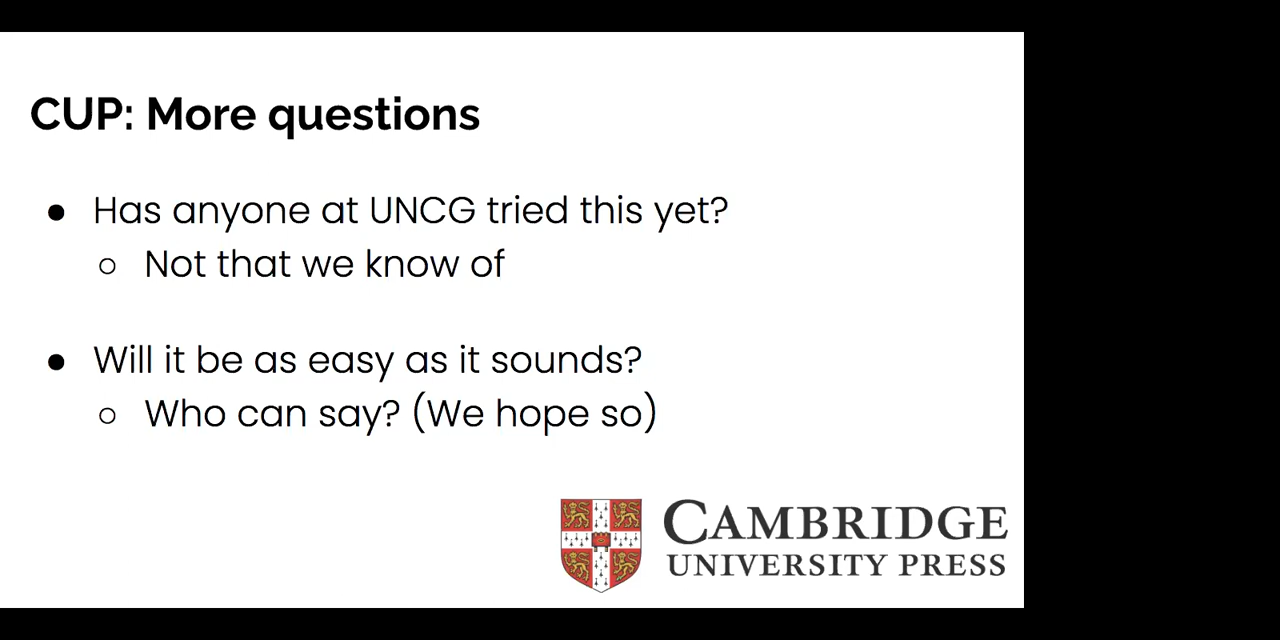 CUP: More questions
● Has anyone at UNCG tried this yet?
○ Not that we know of
● Will it be as easy as it sounds?
○ Who can say? (We hope so)
CAMBRIDGE
UNIVERSITY PRESS